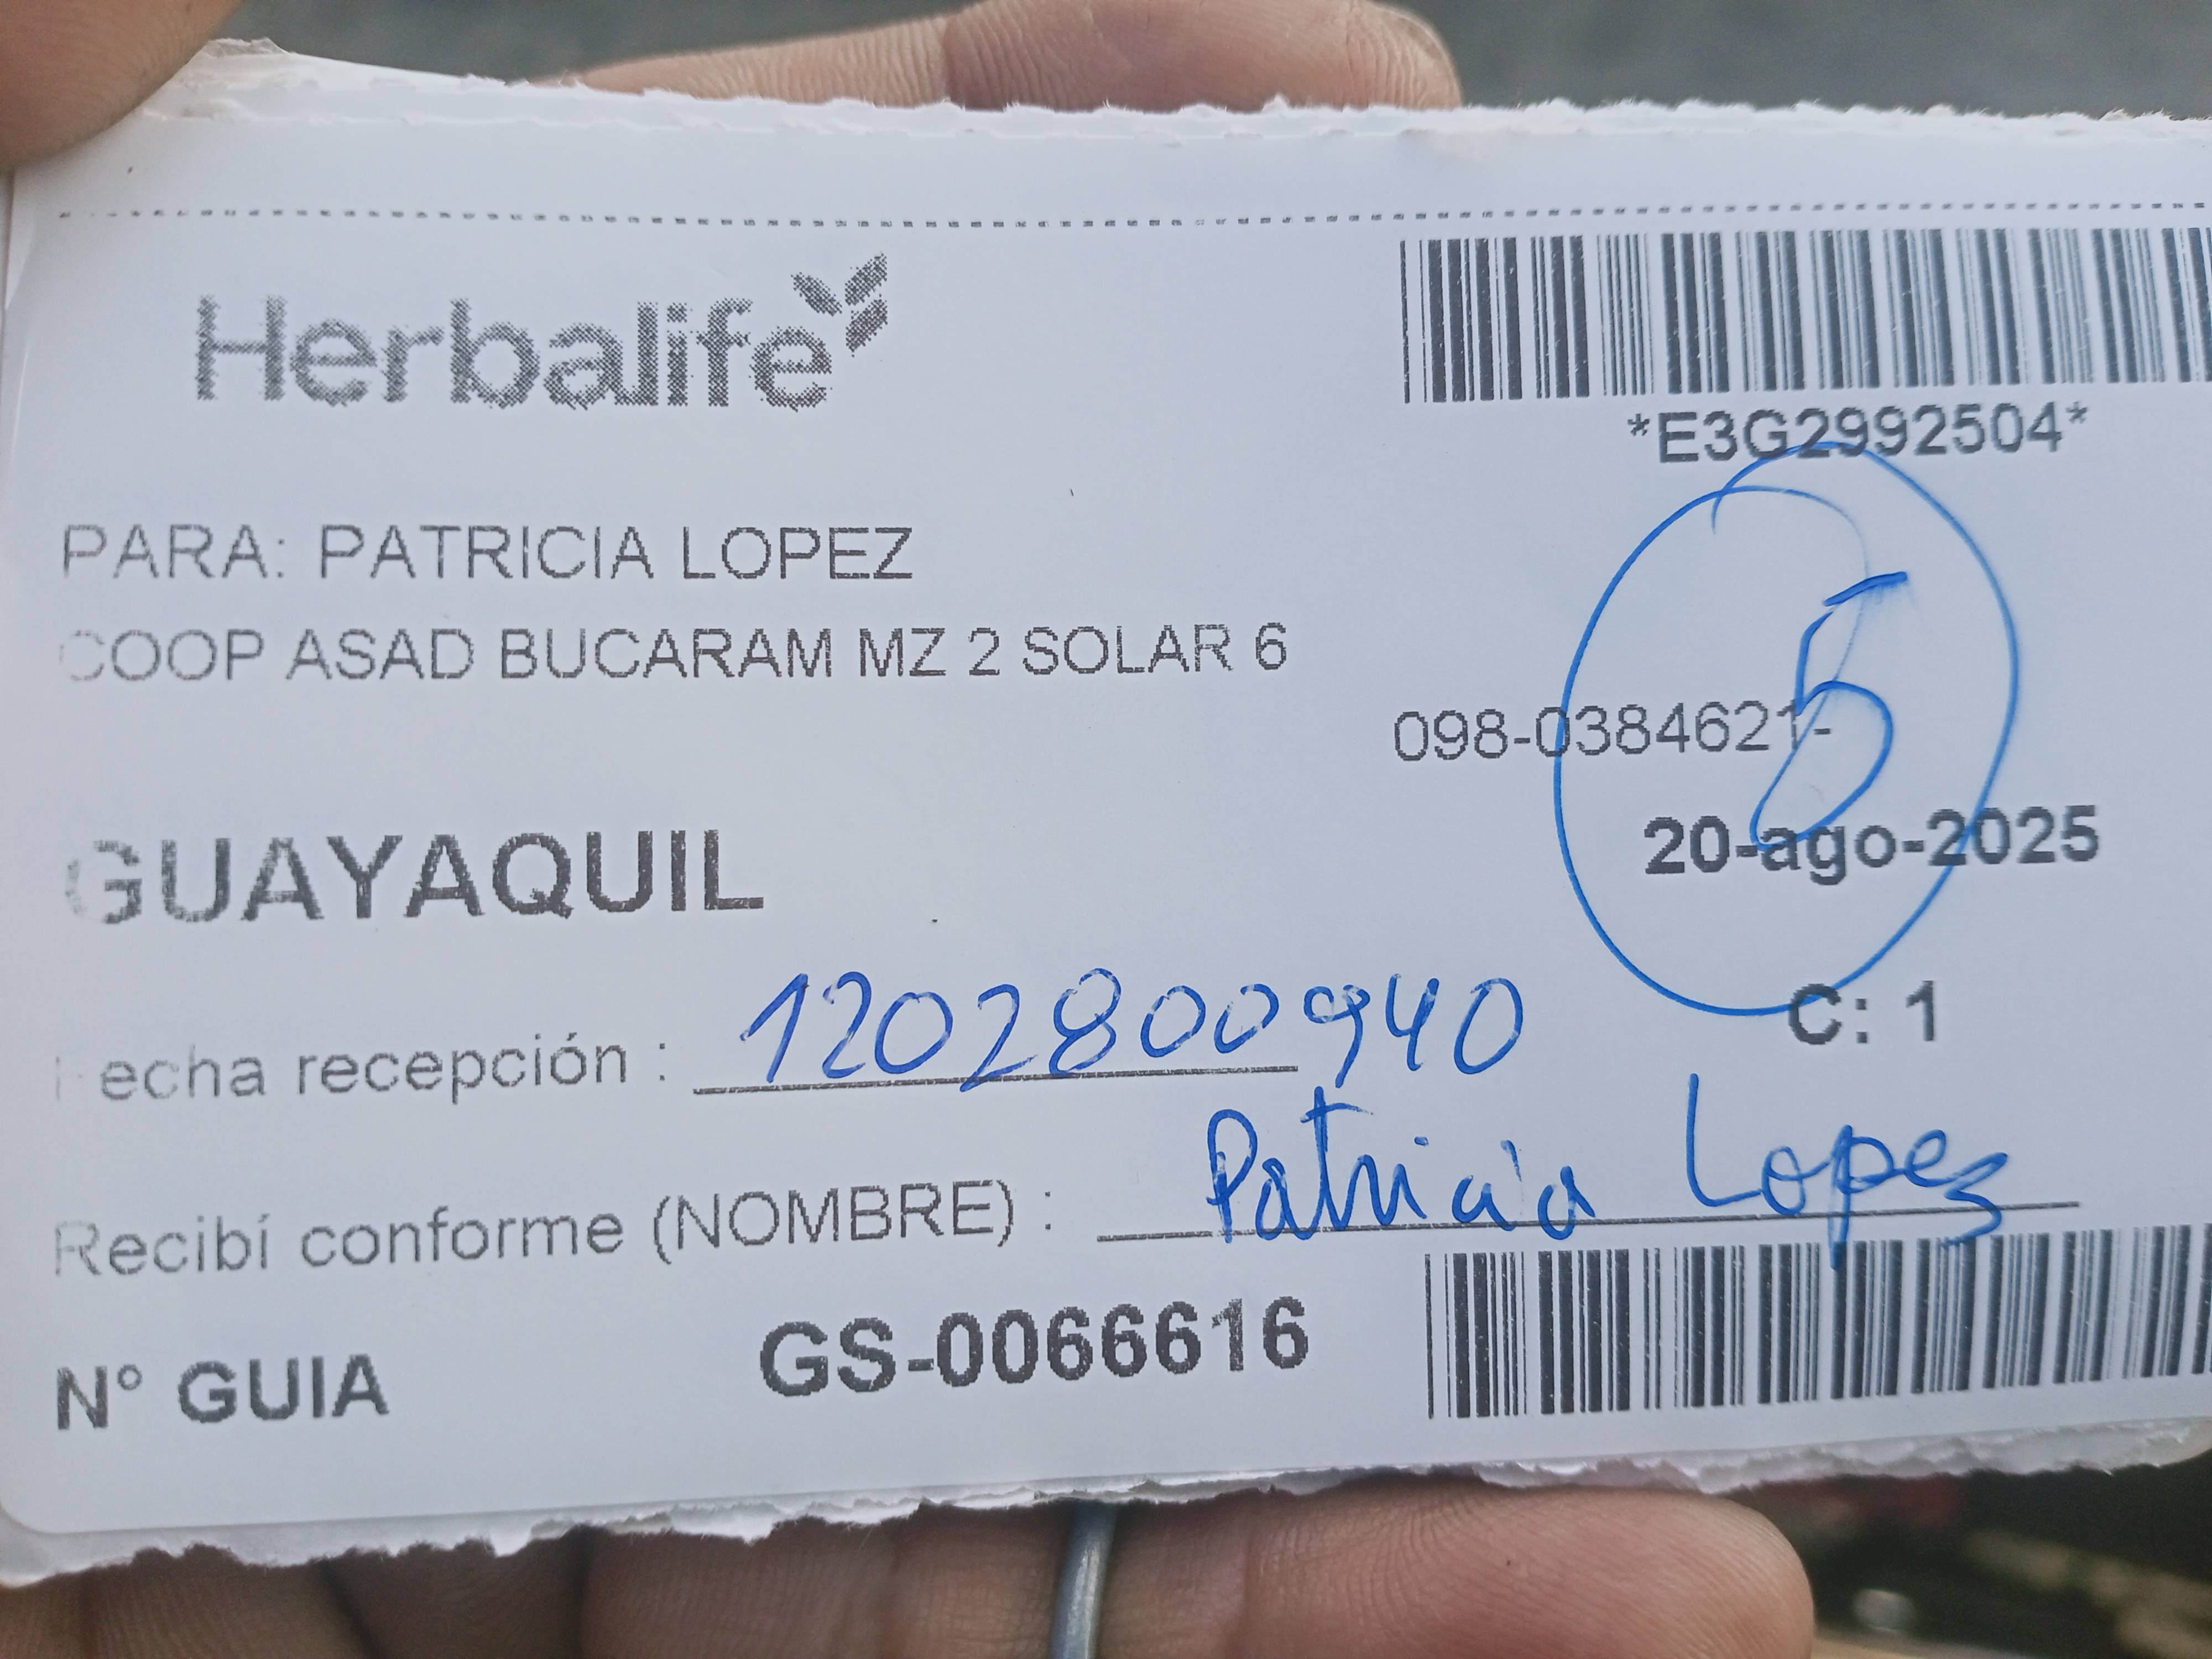 Herbalife
*E3G2992504*
PARA: PATRICIA LOPEZ
COOP ASAD BUCARAM MZ 2 SOLAR 6
098-0384621-
5
GUAYAQUIL
20-ago-2025
C: 1
Fecha recepción : 1202800940
Recibí conforme (NOMBRE) : Patricia Lopez
N° GUIA GS-0066616